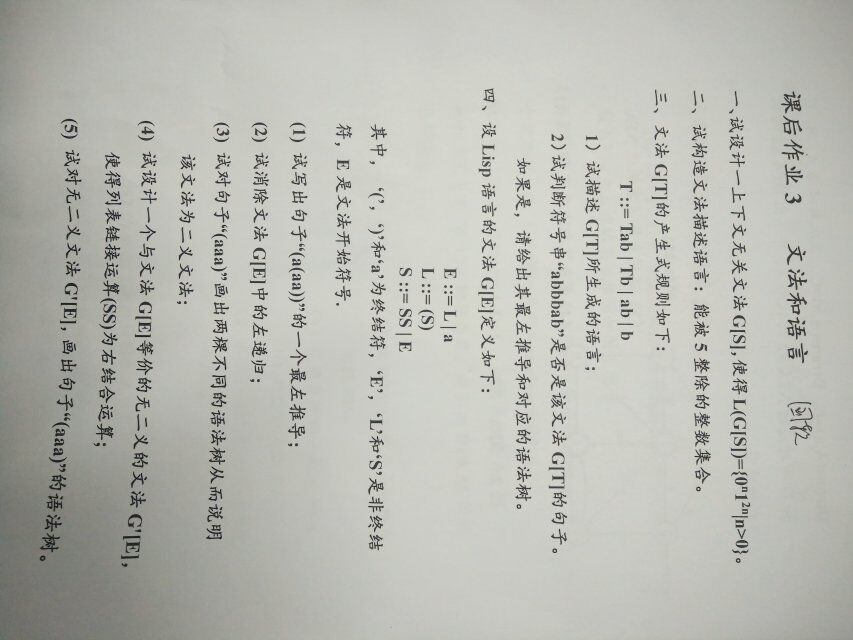 课后作业 3 文法和语言
一、试设计一上下文无关文法 G[S], 使得 L(G[S])={0ⁿ1²ⁿ|n>0}。
二、试构造文法描述语言：能被 5 整除的整数集合。
三、文法 G[T]的产生式规则如下：
T ::= Tab | Tb | ab | b
1）试描述 G[T]所生成的语言；
2）试判断符号串“abbbab”是否是该文法 G[T]的句子。
如果是，请给出其最左推导和对应的语法树。
四、设 Lisp 语言的文法 G[E]定义如下：
E ::= L | a
L ::= (S)
S ::= SS | E
其中，‘(’，‘)’和‘a’为终结符，‘E’，‘L’和‘S’是非终结
符，E 是文法开始符号.
(1) 试写出句子“(a(aa))”的一个最左推导；
(2) 试消除文法 G[E]中的左递归；
(3) 试对句子“(aaa)”画出两棵不同的语法树从而说明
该文法为二义文法；
(4) 试设计一个与文法 G[E]等价的无二义的文法 G'[E]，
使得列表链接运算(SS)为右结合运算；
(5) 试对无二义文法 G'[E]，画出句子“(aaa)”的语法树。